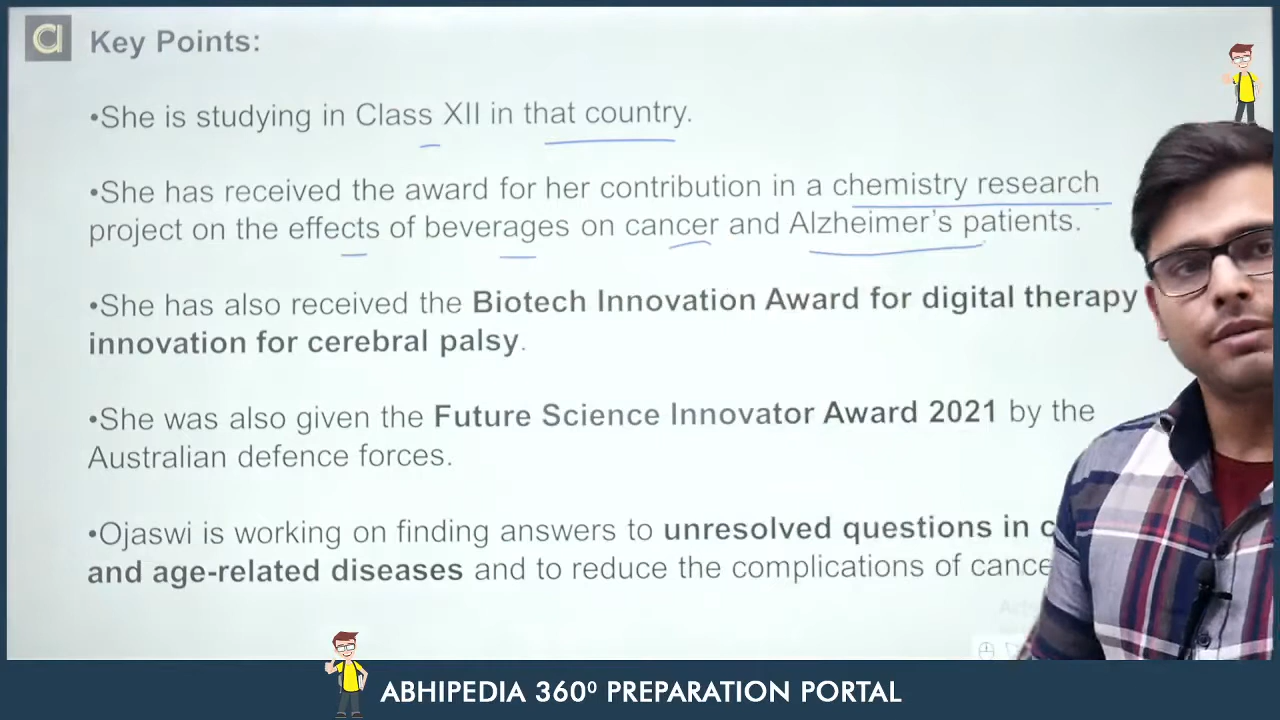 Key Points:
•She is studying in Class XII in that country.
•She has received the award for her contribution in a chemistry research
project on the effects of beverages on cancer and Alzheimer's patients.
•She has also received the Biotech Innovation Award for digital therapy
innovation for cerebral palsy.
•She was also given the Future Science Innovator Award 2021 by the
Australian defence forces.
•Ojaswi is working on finding answers to unresolved questions in
and age-related diseases and to reduce the complications of
ABHIPEDIA 360⁰ PREPARATION PORTAL